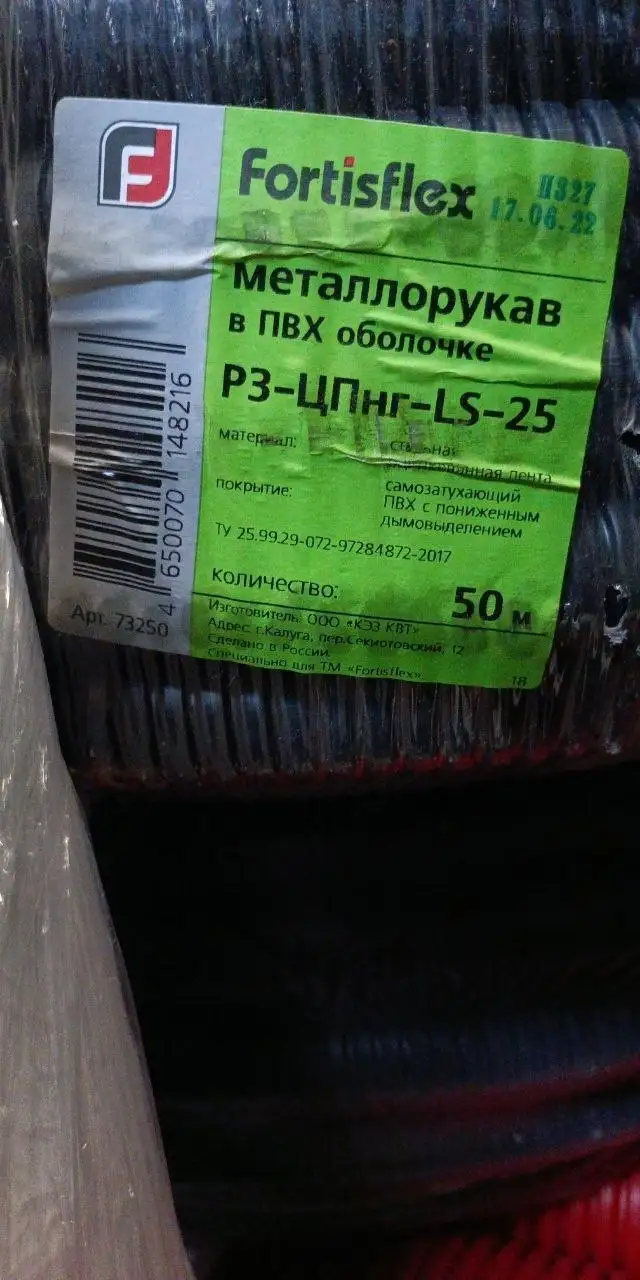 Fortisflex
17.06.22
металлорукав
в ПВХ оболочке
РЗ-ЦПнг-LS-25
материал:
лента
покрытие:
самозатухающий
ПВХ с пониженным
дымовыделением
ТУ 25.99.29-072-97284872-2017
количество:
50 м
Изготовитель: ООО «КЭЗ КВТ»
Адрес: г.Калуга, пер.Секиотовский, 12
Сделано в России.
Специально для ТМ «Fortisflex»
18
4 650070 148216
Арт. 73250